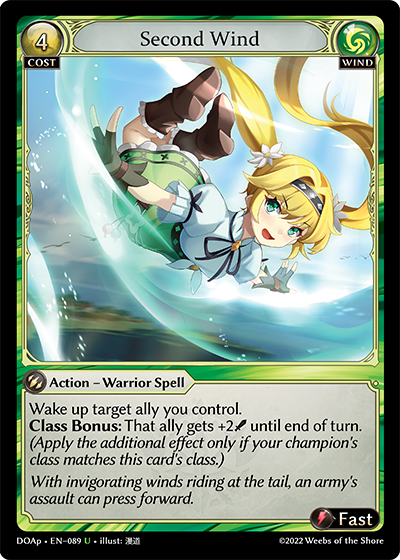 4
Second Wind
COST
WIND
Action – Warrior Spell
Wake up target ally you control.
Class Bonus: That ally gets +2 until end of turn.
(Apply the additional effect only if your champion's
class matches this card's class.)
With invigorating winds riding at the tail, an army's
assault can press forward.
Fast
DOAp • EN–089 U • illust: 漫道
©2022 Weebs of the Shore